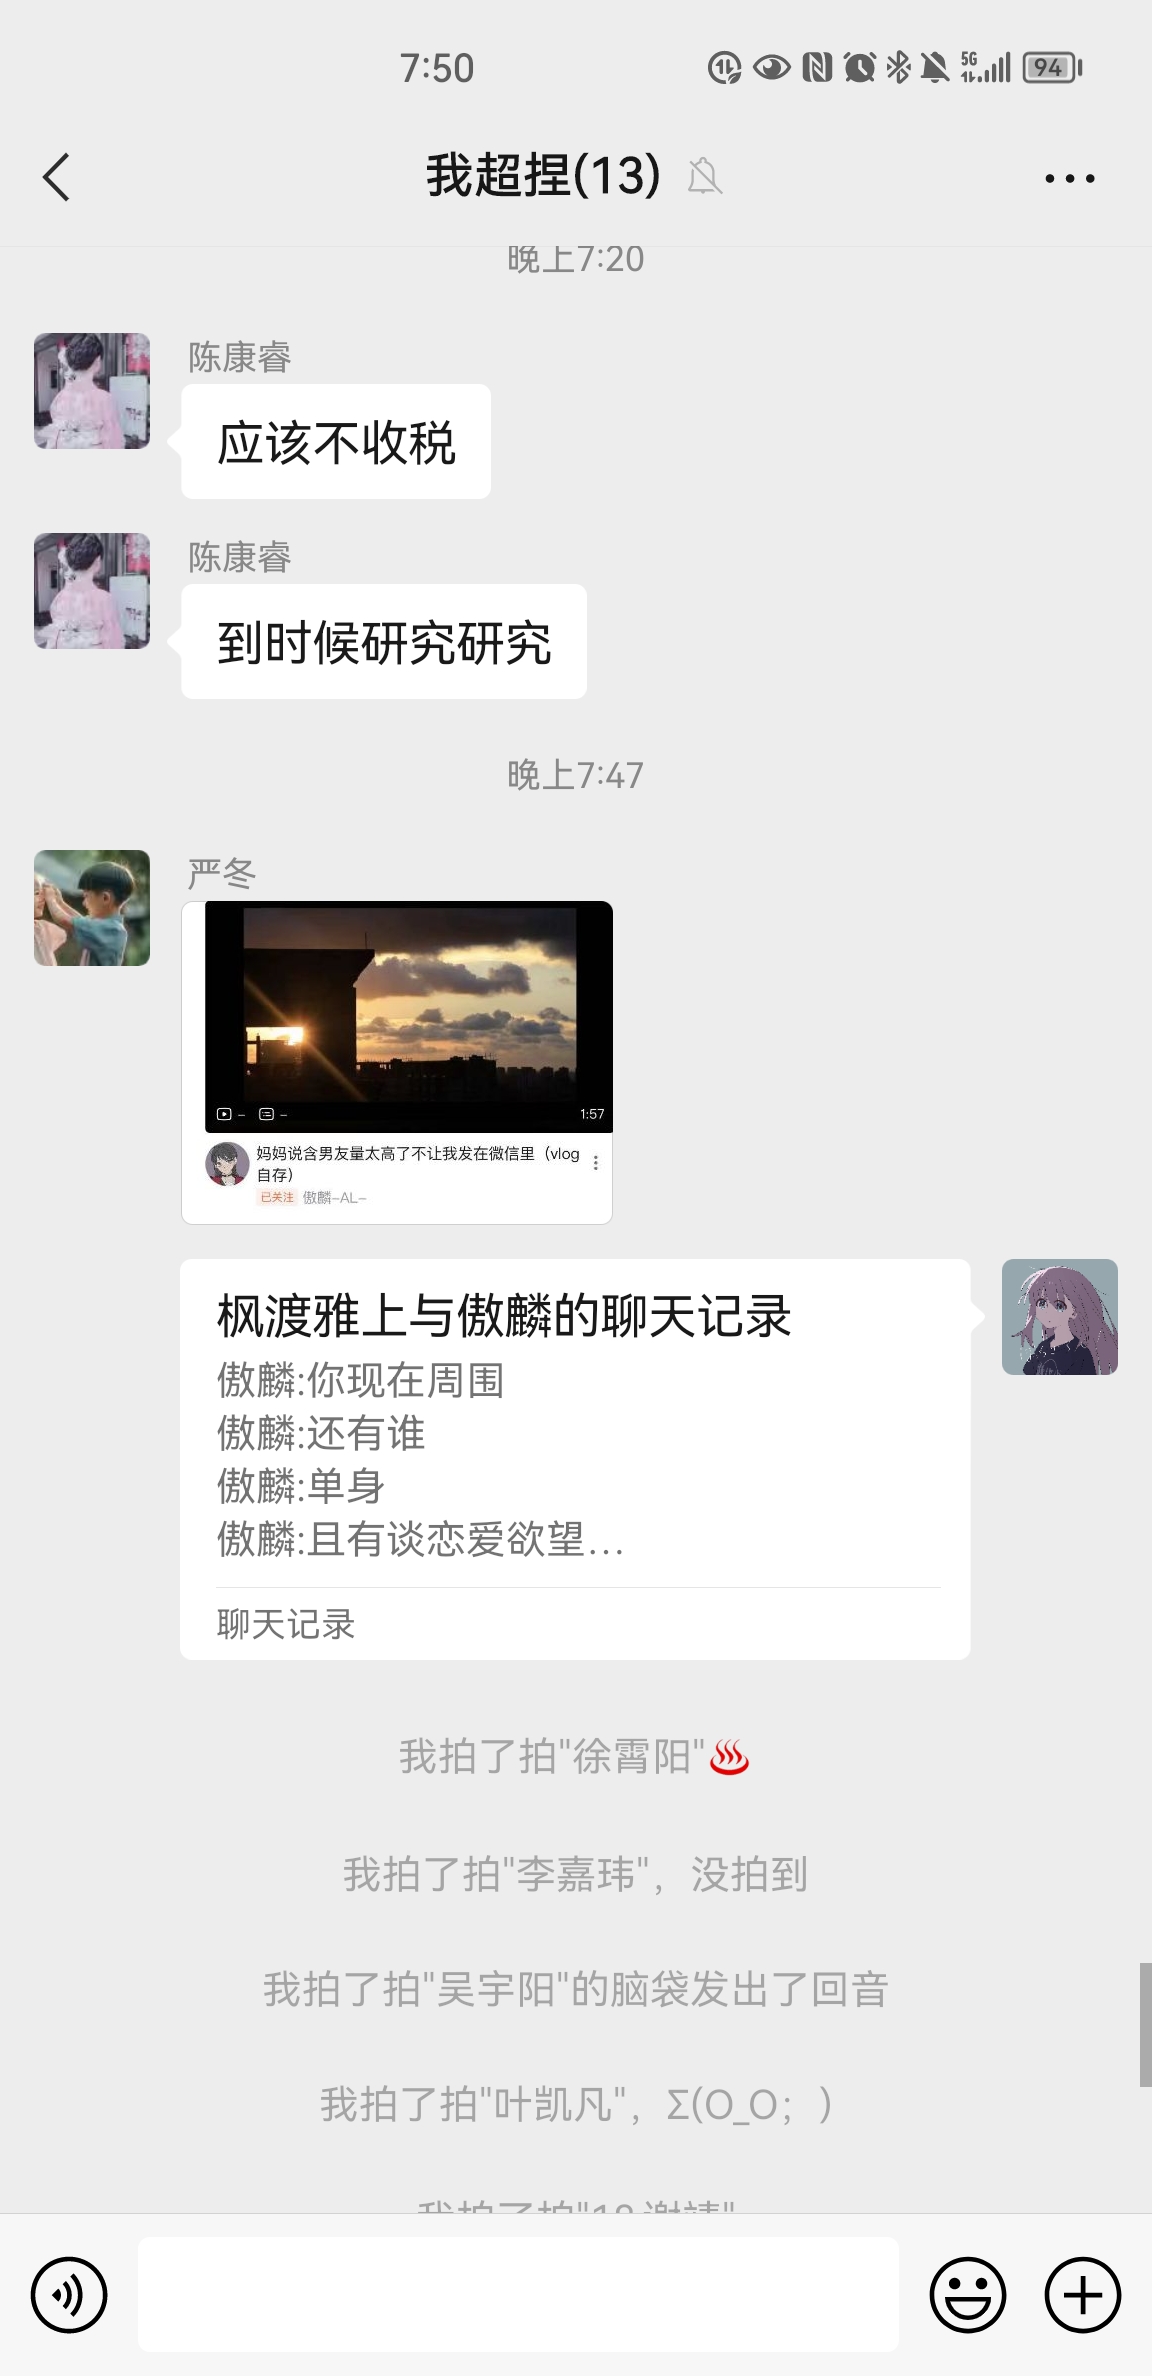 7:50
5G
94
我超捏(13)
晚上7:20
陈康睿
应该不收税
陈康睿
到时候研究研究
晚上7:47
严冬
1:57
妈妈说含男友量太高了不让我发在微信里（vlog
自存）
已关注 傲麟-AL-
枫渡雅上与傲麟的聊天记录
傲麟:你现在周围
傲麟:还有谁
傲麟:单身
傲麟:且有谈恋爱欲望...
聊天记录
我拍了拍"徐霄阳"♨
我拍了拍"李嘉玮"，没拍到
我拍了拍"吴宇阳"的脑袋发出了回音
我拍了拍"叶凯凡"，Σ(O_O；)